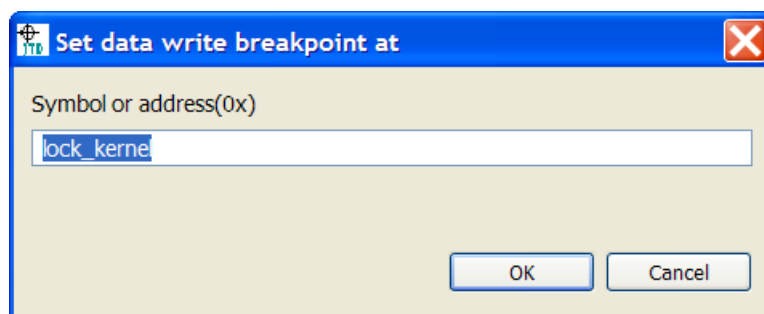 Set data write breakpoint at
Symbol or address(0x)
lock_kernel
OK
Cancel